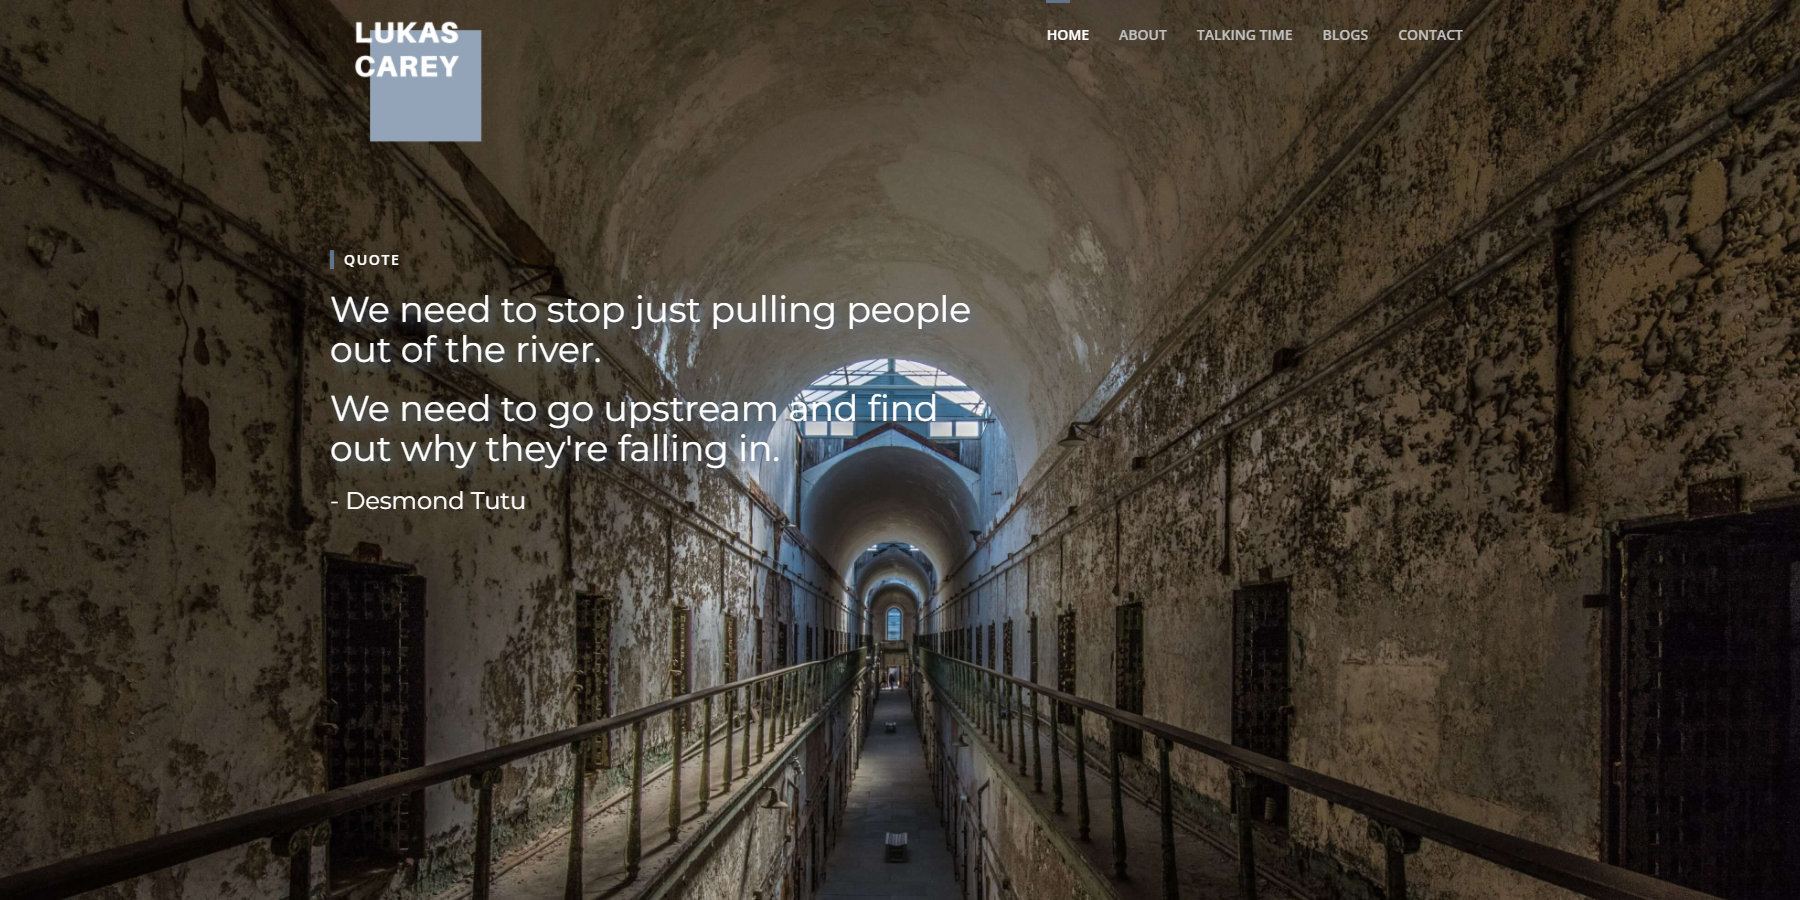 LUKAS
CAREY
HOME ABOUT TALKING TIME BLOGS CONTACT
QUOTE
We need to stop just pulling people
out of the river.
We need to go upstream and find
out why they're falling in.
- Desmond Tutu